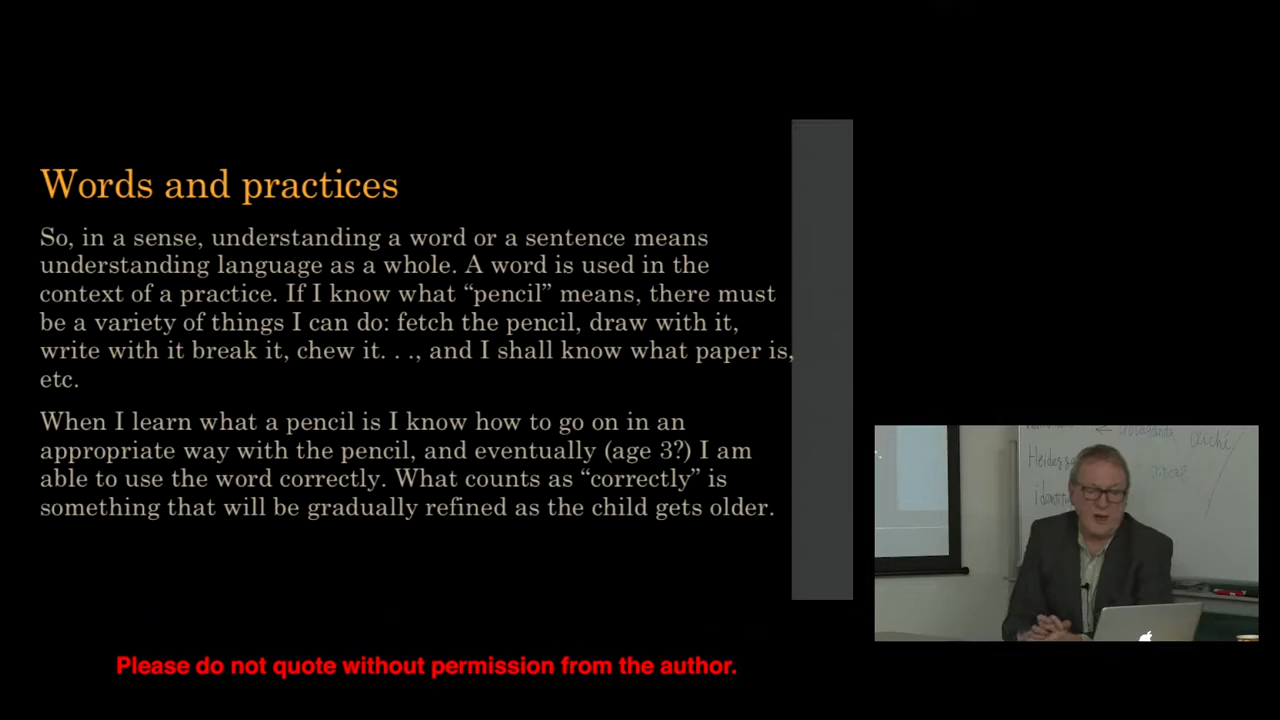 Words and practices
So, in a sense, understanding a word or a sentence means
understanding language as a whole. A word is used in the
context of a practice. If I know what “pencil” means, there must
be a variety of things I can do: fetch the pencil, draw with it,
write with it break it, chew it. . ., and I shall know what paper is,
etc.
When I learn what a pencil is I know how to go on in an
appropriate way with the pencil, and eventually (age 3?) I am
able to use the word correctly. What counts as “correctly” is
something that will be gradually refined as the child gets older.
Please do not quote without permission from the author.